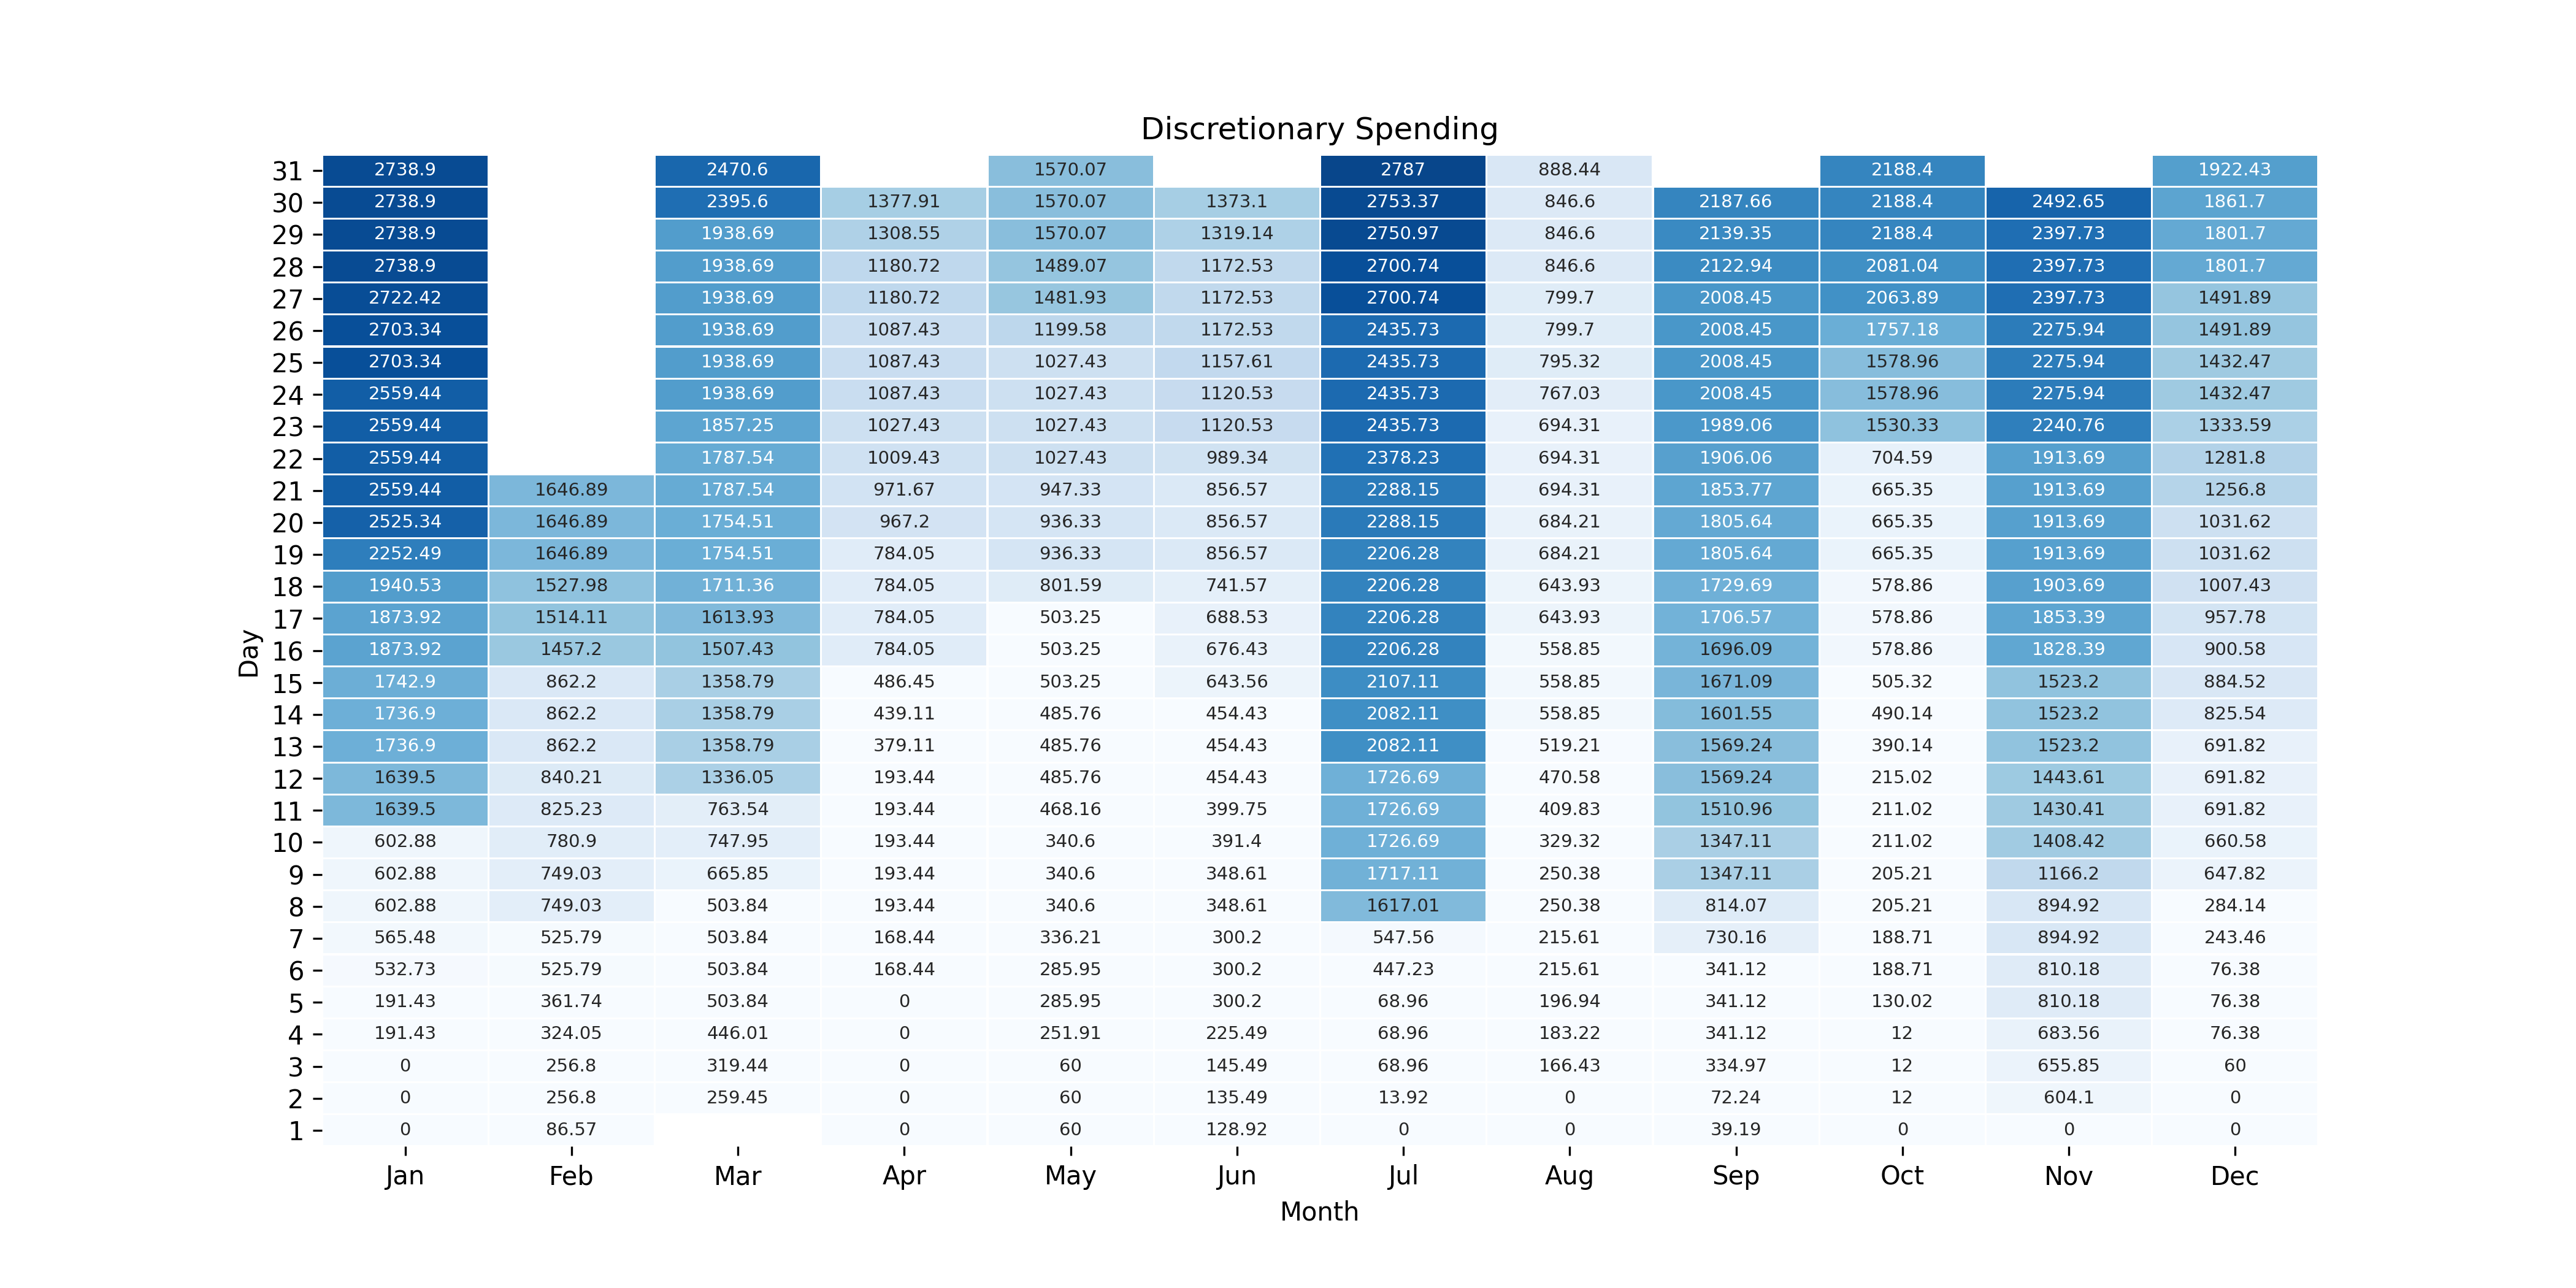 Discretionary Spending
31 2738.9 2470.6 1570.07 2787 888.44 2188.4 1922.43
30 2738.9 2395.6 1377.91 1570.07 1373.1 2753.37 846.6 2187.66 2188.4 2492.65 1861.7
29 2738.9 1938.69 1308.55 1570.07 1319.14 2750.97 846.6 2139.35 2188.4 2397.73 1801.7
28 2738.9 1938.69 1180.72 1489.07 1172.53 2700.74 846.6 2122.94 2081.04 2397.73 1801.7
27 2722.42 1938.69 1180.72 1481.93 1172.53 2700.74 799.7 2008.45 2063.89 2397.73 1491.89
26 2703.34 1938.69 1087.43 1199.58 1172.53 2435.73 799.7 2008.45 1757.18 2275.94 1491.89
25 2703.34 1938.69 1087.43 1027.43 1157.61 2435.73 795.32 2008.45 1578.96 2275.94 1432.47
24 2559.44 1938.69 1087.43 1027.43 1120.53 2435.73 767.03 2008.45 1578.96 2275.94 1432.47
23 2559.44 1857.25 1027.43 1027.43 1120.53 2435.73 694.31 1989.06 1530.33 2240.76 1333.59
22 2559.44 1787.54 1009.43 1027.43 989.34 2378.23 694.31 1906.06 704.59 1913.69 1281.8
21 2559.44 1646.89 1787.54 971.67 947.33 856.57 2288.15 694.31 1853.77 665.35 1913.69 1256.8
20 2525.34 1646.89 1754.51 967.2 936.33 856.57 2288.15 684.21 1805.64 665.35 1913.69 1031.62
19 2252.49 1646.89 1754.51 784.05 936.33 856.57 2206.28 684.21 1805.64 665.35 1913.69 1031.62
18 1940.53 1527.98 1711.36 784.05 801.59 741.57 2206.28 643.93 1729.69 578.86 1903.69 1007.43
17 1873.92 1514.11 1613.93 784.05 503.25 688.53 2206.28 643.93 1706.57 578.86 1853.39 957.78
16 1873.92 1457.2 1507.43 784.05 503.25 676.43 2206.28 558.85 1696.09 578.86 1828.39 900.58
15 1742.9 862.2 1358.79 486.45 503.25 643.56 2107.11 558.85 1671.09 505.32 1523.2 884.52
14 1736.9 862.2 1358.79 439.11 485.76 454.43 2082.11 558.85 1601.55 490.14 1523.2 825.54
13 1736.9 862.2 1358.79 379.11 485.76 454.43 2082.11 519.21 1569.24 390.14 1523.2 691.82
12 1639.5 840.21 1336.05 193.44 485.76 454.43 1726.69 470.58 1569.24 215.02 1443.61 691.82
11 1639.5 825.23 763.54 193.44 468.16 399.75 1726.69 409.83 1510.96 211.02 1430.41 691.82
10 602.88 780.9 747.95 193.44 340.6 391.4 1726.69 329.32 1347.11 211.02 1408.42 660.58
9 602.88 749.03 665.85 193.44 340.6 348.61 1717.11 250.38 1347.11 205.21 1166.2 647.82
8 602.88 749.03 503.84 193.44 340.6 348.61 1617.01 250.38 814.07 205.21 894.92 284.14
7 565.48 525.79 503.84 168.44 336.21 300.2 547.56 215.61 730.16 188.71 894.92 243.46
6 532.73 525.79 503.84 168.44 285.95 300.2 447.23 215.61 341.12 188.71 810.18 76.38
5 191.43 361.74 503.84 0 285.95 300.2 68.96 196.94 341.12 130.02 810.18 76.38
4 191.43 324.05 446.01 0 251.91 225.49 68.96 183.22 341.12 12 683.56 76.38
3 0 256.8 319.44 0 60 145.49 68.96 166.43 334.97 12 655.85 60
2 0 256.8 259.45 0 60 135.49 13.92 0 72.24 12 604.1 0
1 0 86.57 0 60 128.92 0 0 39.19 0 0 0
Jan Feb Mar Apr May Jun Jul Aug Sep Oct Nov Dec
Month
Day